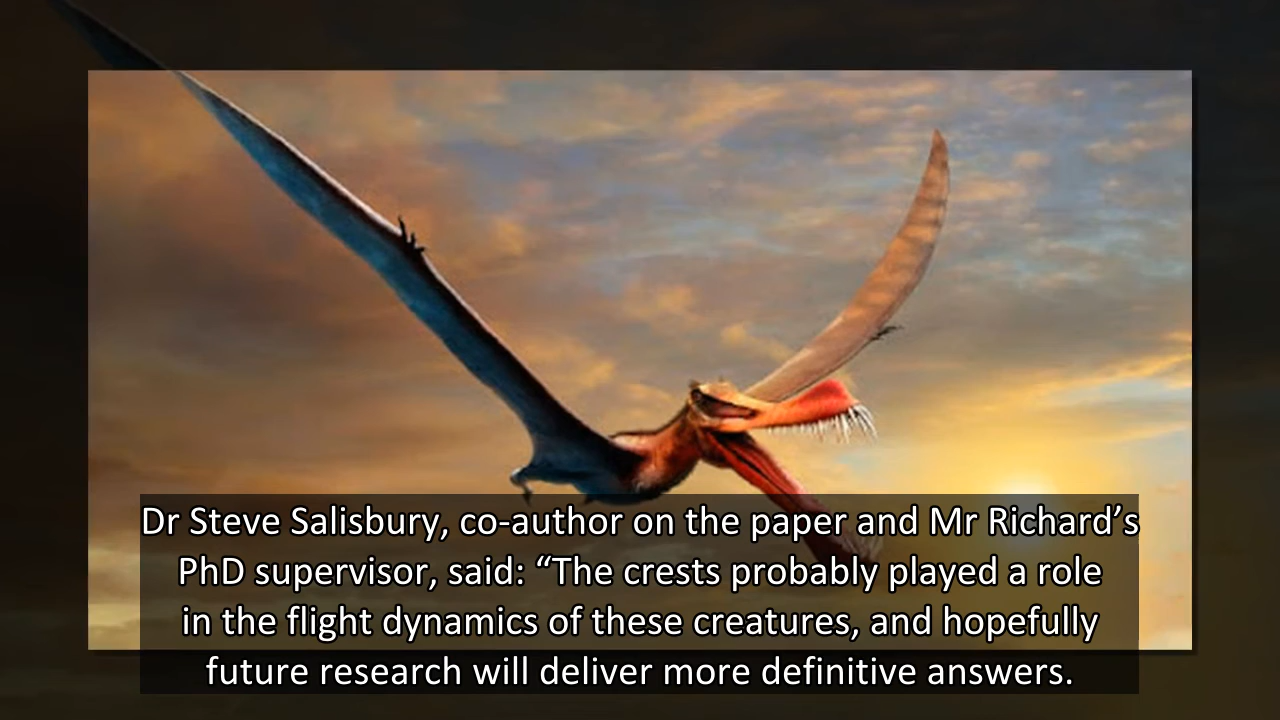 Dr Steve Salisbury, co-author on the paper and Mr Richard’s
PhD supervisor, said: “The crests probably played a role
in the flight dynamics of these creatures, and hopefully
future research will deliver more definitive answers.